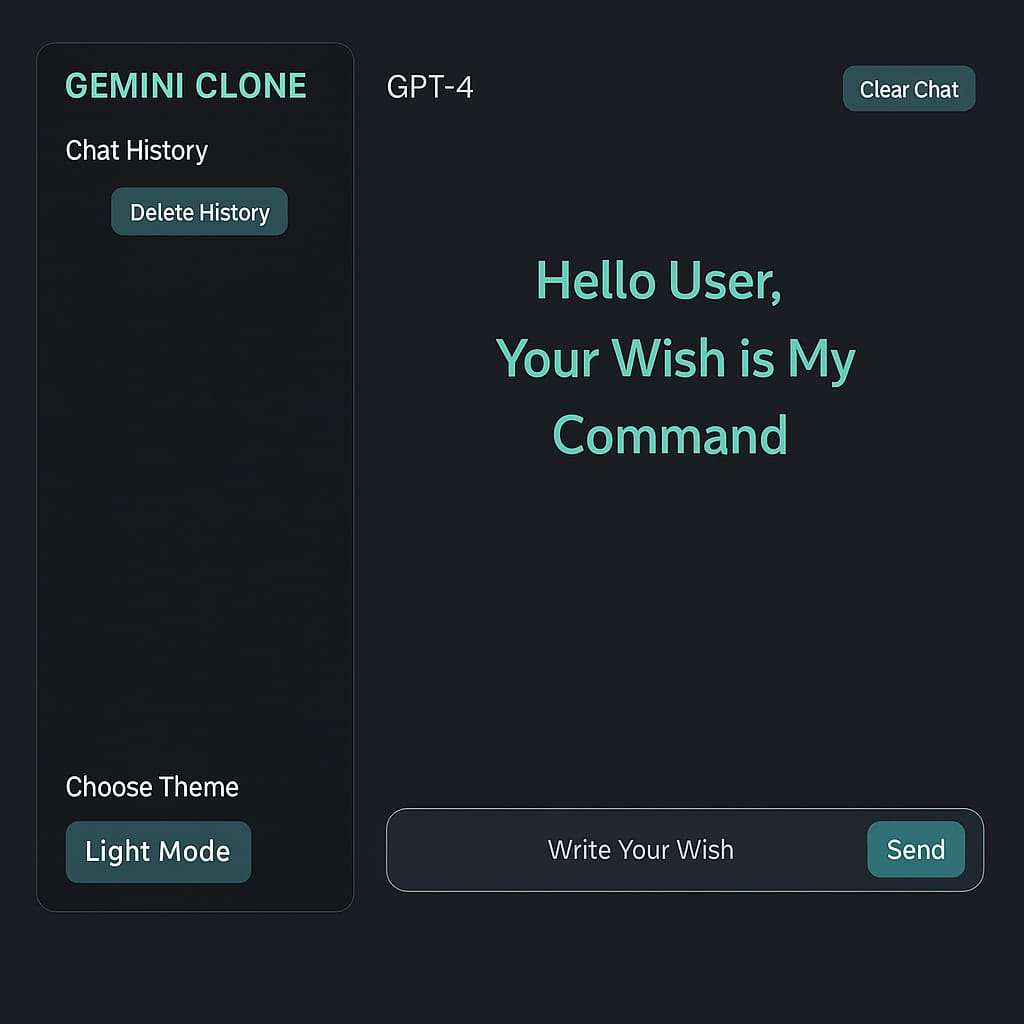 GEMINI CLONE
Chat History
Delete History
Choose Theme
Light Mode
GPT-4
Clear Chat
Hello User,
Your Wish is My
Command
Write Your Wish
Send